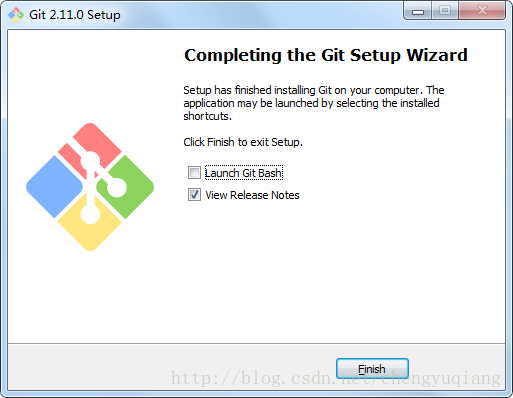 Git 2.11.0 Setup
Completing the Git Setup Wizard
Setup has finished installing Git on your computer. The
application may be launched by selecting the installed
shortcuts.
Click Finish to exit Setup.
Launch Git Bash
View Release Notes
Finish
http://blog.csdn.net/chengyuqiang